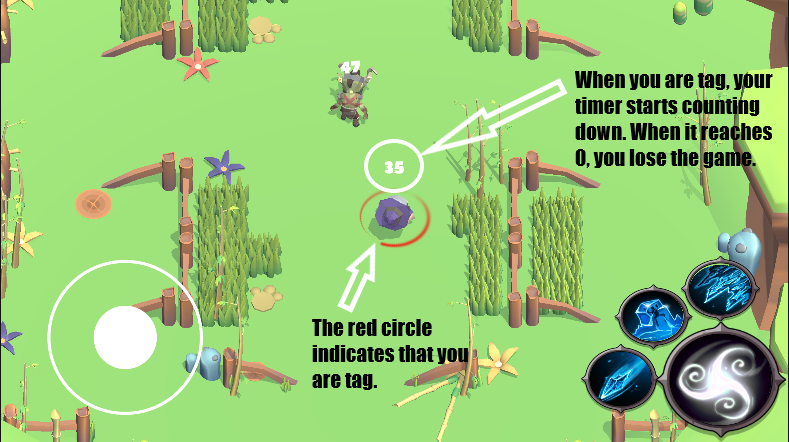 47
When you are tag, your
timer starts counting
down. When it reaches
0, you lose the game.
35
The red circle
indicates that you
are tag.